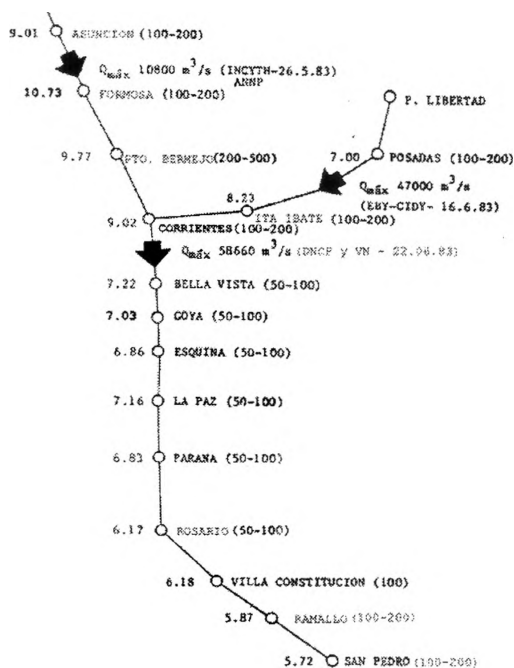 9.01 ASUNCION (100-200)
Qmáx 10800 m³/s (INCYTH-26.5.83)
ARNP
10.73 FORMOSA (100-200)
P. LIBERTAD
9.77 PTO. BERMEJO (200-500)
7.00 POSADAS (100-200)
Qmáx 47000 m³/s
(EBY-CIDY- 16.6.83)
8.23
ITA IBATE (100-200)
9.02 CORRIENTES (100-200)
Qmáx 58660 m³/s (DNCP y VN - 22.06.83)
7.22 BELLA VISTA (50-100)
7.03 GOYA (50-100)
6.86 ESQUINA (50-100)
7.16 LA PAZ (50-100)
6.83 PARANA (50-100)
6.17 ROSARIO (50-100)
6.18 VILLA CONSTITUCION (100)
5.87 RAMALLO (100-200)
5.72 SAN PEDRO (100-200)